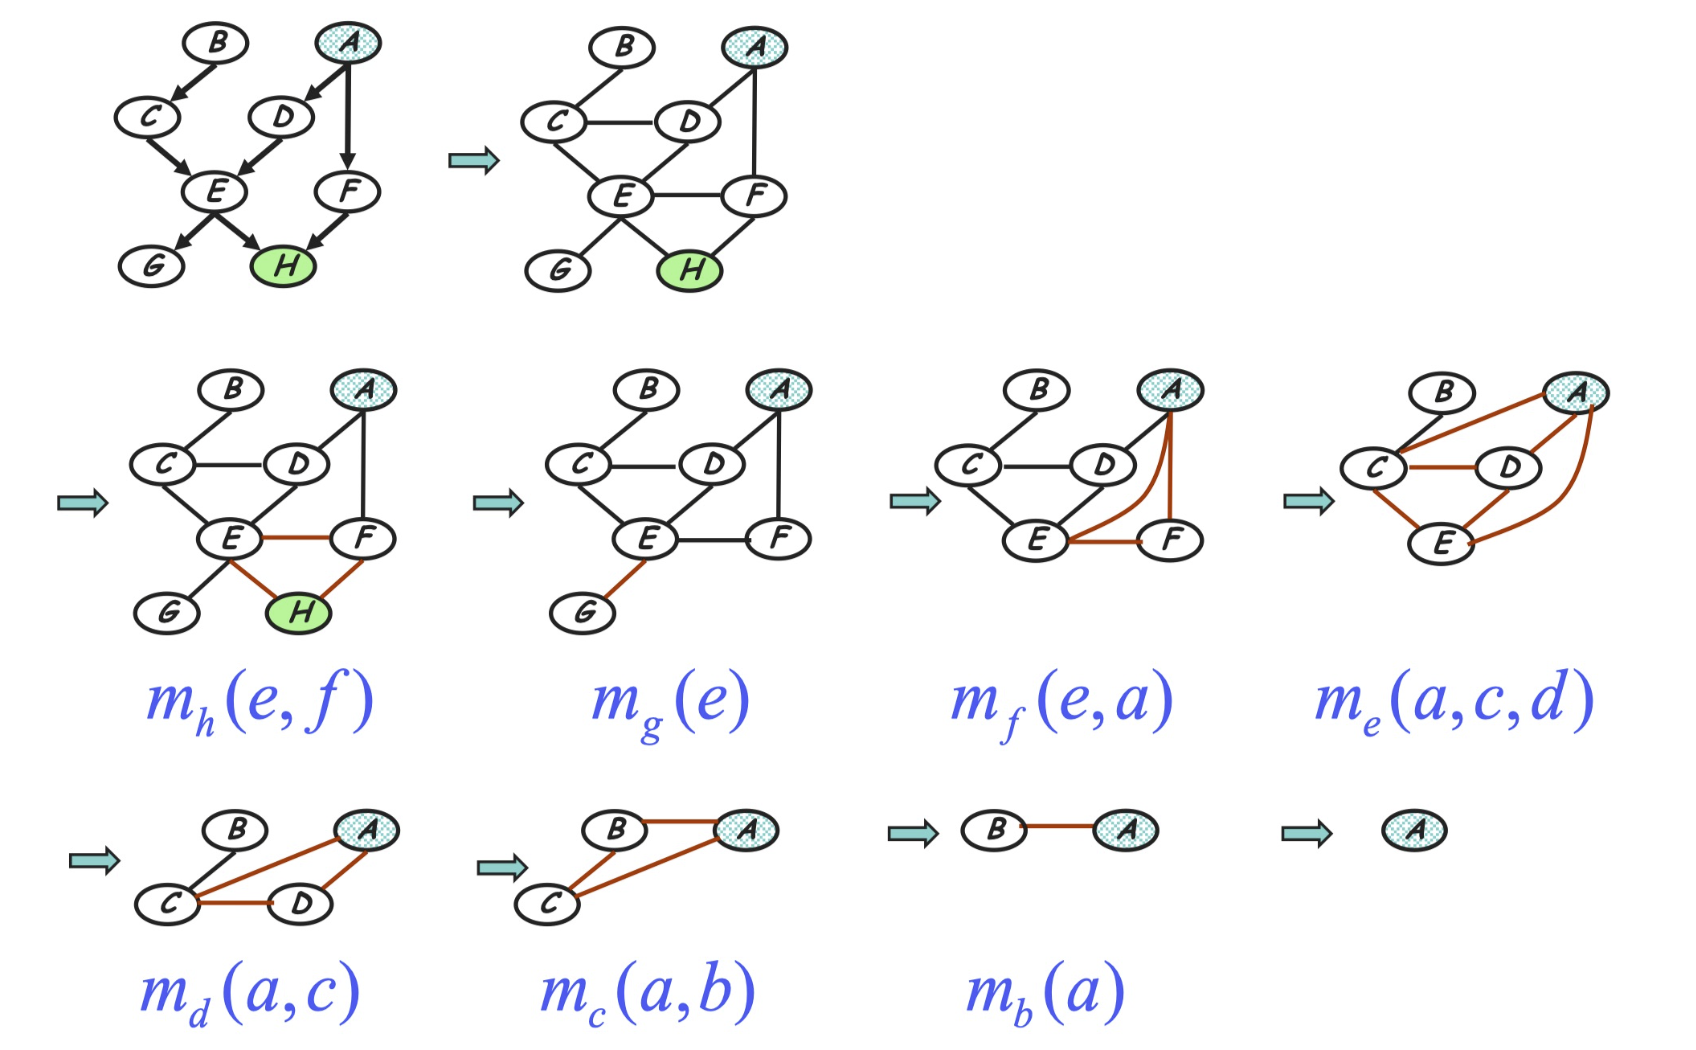 B A
C D
E F
G H
B A
C D
E F
G H
B A B A B A B A
C D C D C D C D
E F E F E F E
G H G
m_h(e, f) m_g(e) m_f(e, a) m_e(a, c, d)
B A B A B A A
C D C
m_d(a, c) m_c(a, b) m_b(a)